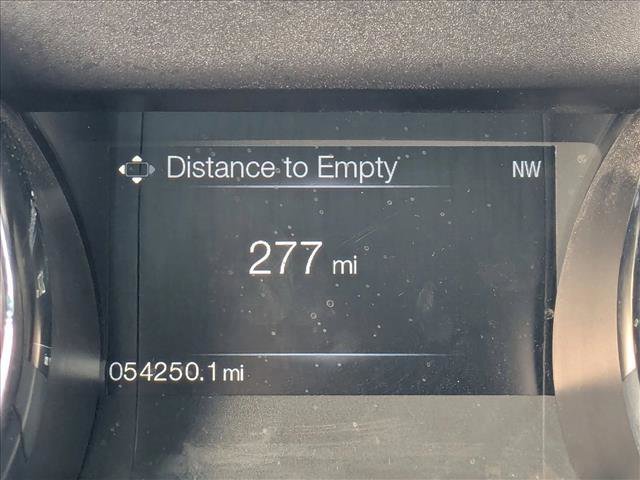 Distance to Empty NW
277 mi
054250.1 mi